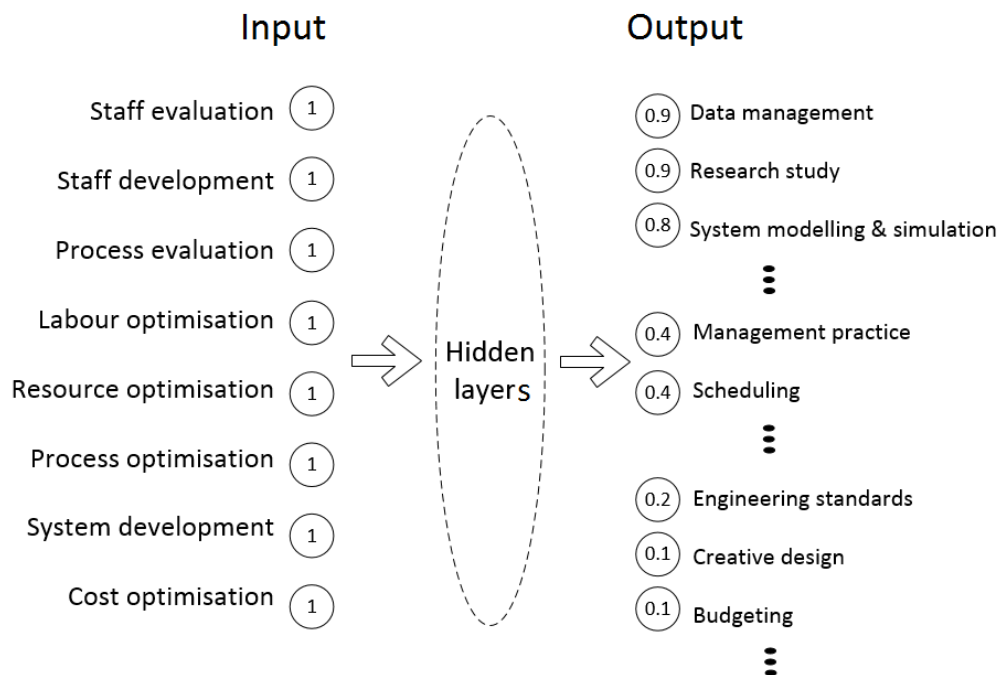 Input
Output
Staff evaluation 1
Staff development 1
Process evaluation 1
Labour optimisation 1
Resource optimisation 1
Process optimisation 1
System development 1
Cost optimisation 1
Hidden
layers
0.9 Data management
0.9 Research study
0.8 System modelling & simulation
0.4 Management practice
0.4 Scheduling
0.2 Engineering standards
0.1 Creative design
0.1 Budgeting